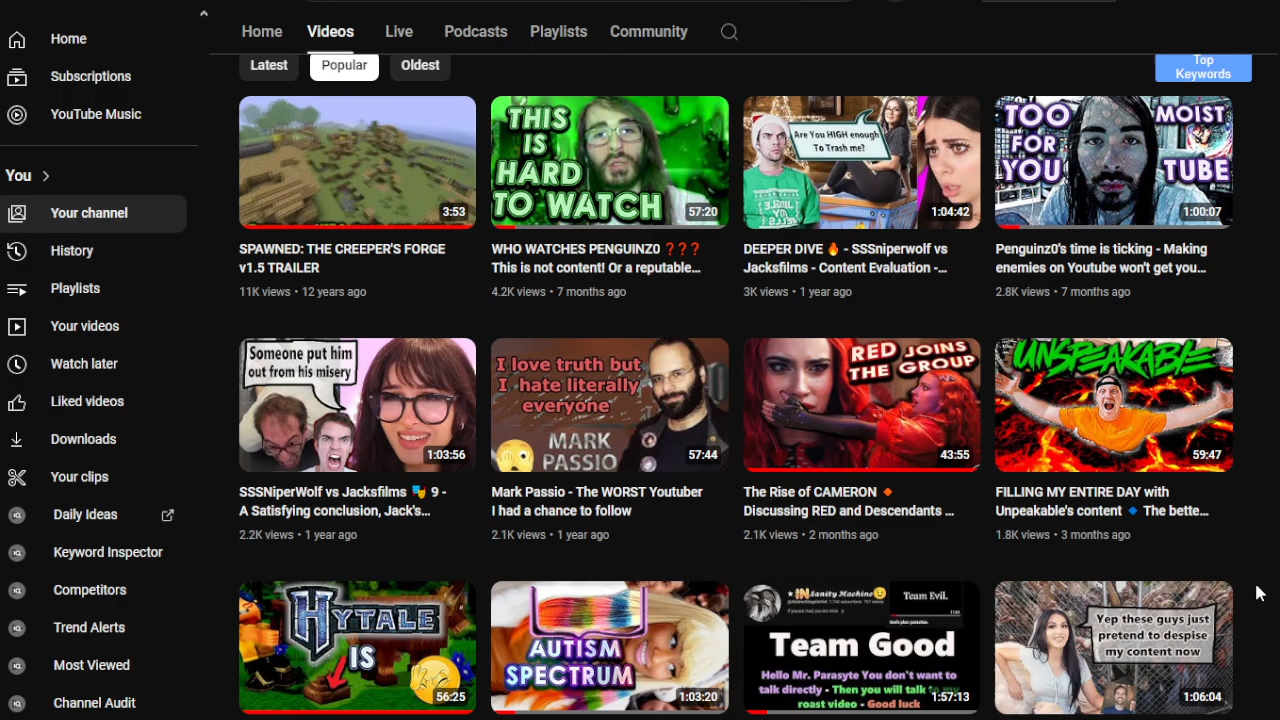 Home
Videos
Live
Podcasts
Playlists
Community
Home
Subscriptions
YouTube Music
You
Your channel
History
Playlists
Your videos
Watch later
Liked videos
Downloads
Your clips
Daily Ideas
Keyword Inspector
Competitors
Trend Alerts
Most Viewed
Channel Audit
Latest
Popular
Oldest
Top
Keywords
3:53
SPAWNED: THE CREEPER'S FORGE
v1.5 TRAILER
11K views • 12 years ago
THIS
IS
HARD
TO WATCH
57:20
WHO WATCHES PENGUINZ0 ❓❓❓
This is not content! Or a reputable...
4.2K views • 7 months ago
Are You HIGH enough
To Trash me?
1:04:42
DEEPER DIVE 🔥 - SSSniperwolf vs
Jacksfilms - Content Evaluation -...
3K views • 1 year ago
TOO
FOR
YOU
MOIST
TUBE
1:00:07
Penguinz0's time is ticking - Making
enemies on Youtube won't get you...
2.8K views • 7 months ago
Someone put him
out from his misery
1:03:56
SSSNiperWolf vs Jacksfilms 🎭 9 -
A Satisfying conclusion, Jack's...
2.2K views • 1 year ago
I love truth but
I hate literally
everyone
MARK
PASSIO
57:44
Mark Passio - The WORST Youtuber
I had a chance to follow
2.1K views • 1 year ago
RED JOINS
THE GROUP
43:55
The Rise of CAMERON 🔸
Discussing RED and Descendants ...
2.1K views • 2 months ago
UNSPEAKABLE
59:47
FILLING MY ENTIRE DAY with
Unpeakable's content 🔹 The bette...
1.8K views • 3 months ago
HYTALE
IS
56:25
AUTISM
SPECTRUM
1:03:20
INSanity Machine
Team Evil.
Team Good
Hello Mr. Parasyte You don't want to
talk directly - Then you will talk to my
roast video - Good luck
1:57:13
Yep these guys just
pretend to despise
my content now
1:06:04